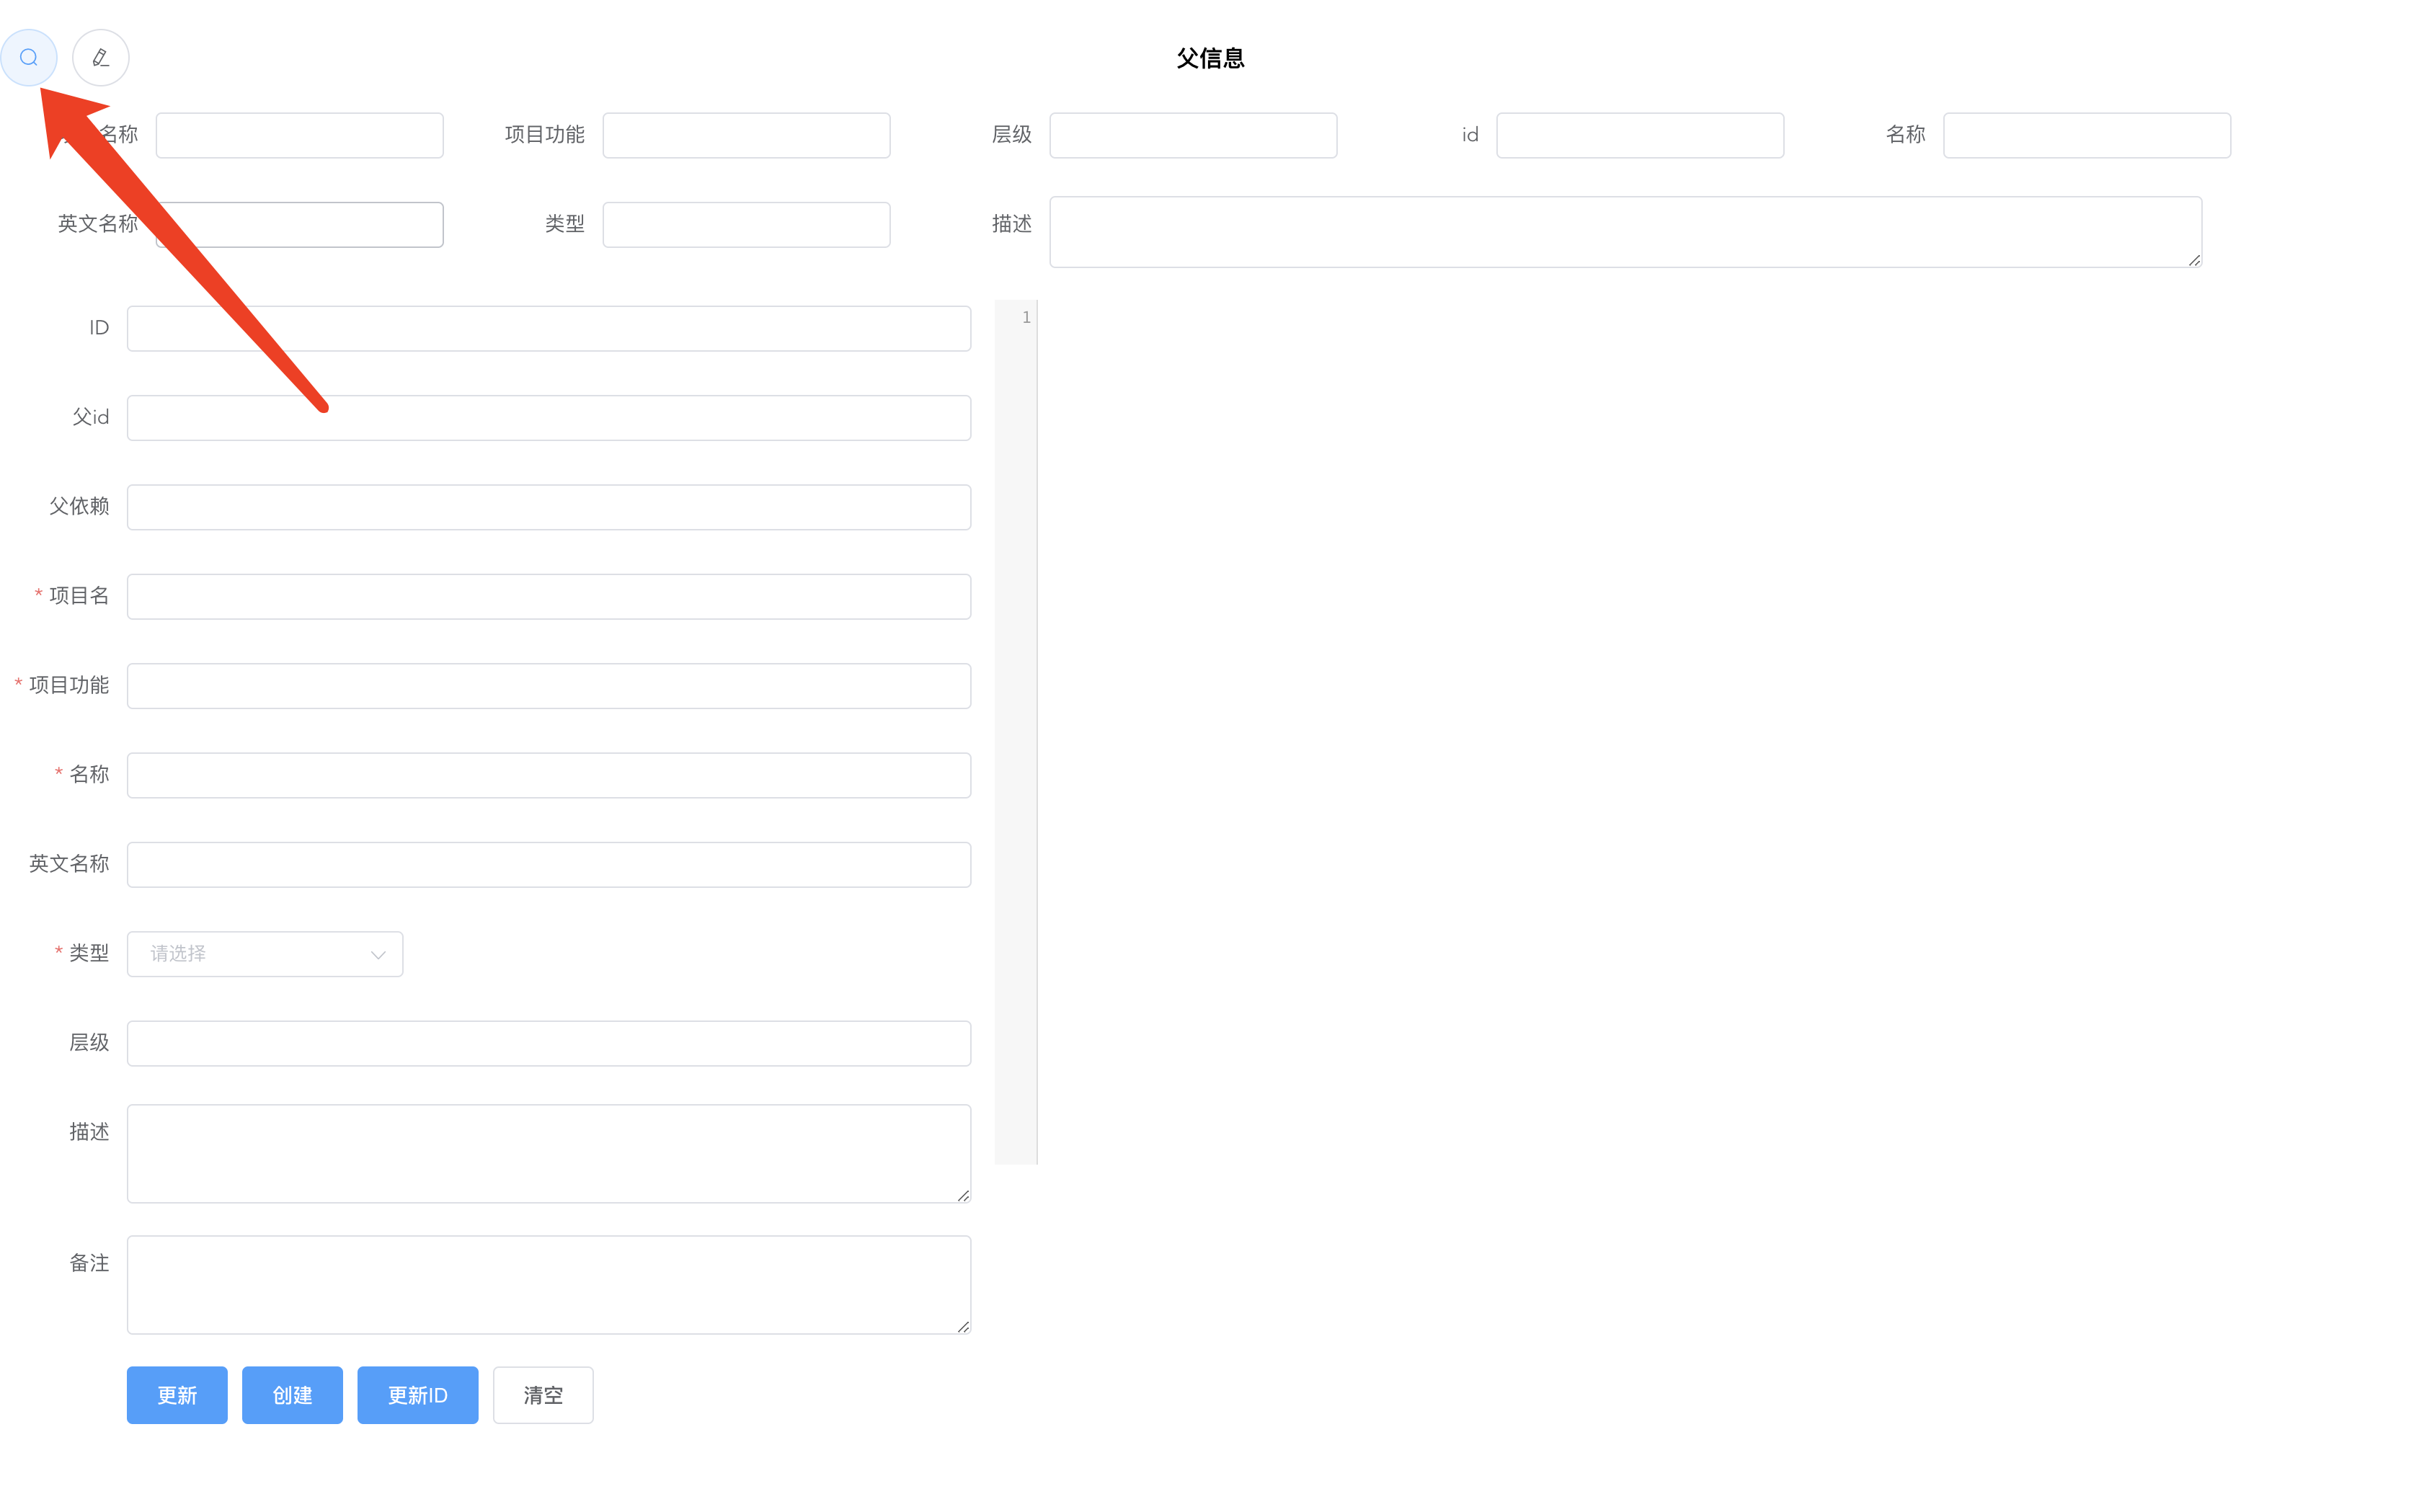 父信息
名称 项目功能 层级 id 名称
英文名称 类型 描述
ID
1
父id
父依赖
* 项目名
* 项目功能
* 名称
英文名称
* 类型 请选择
层级
描述
备注
更新 创建 更新ID 清空